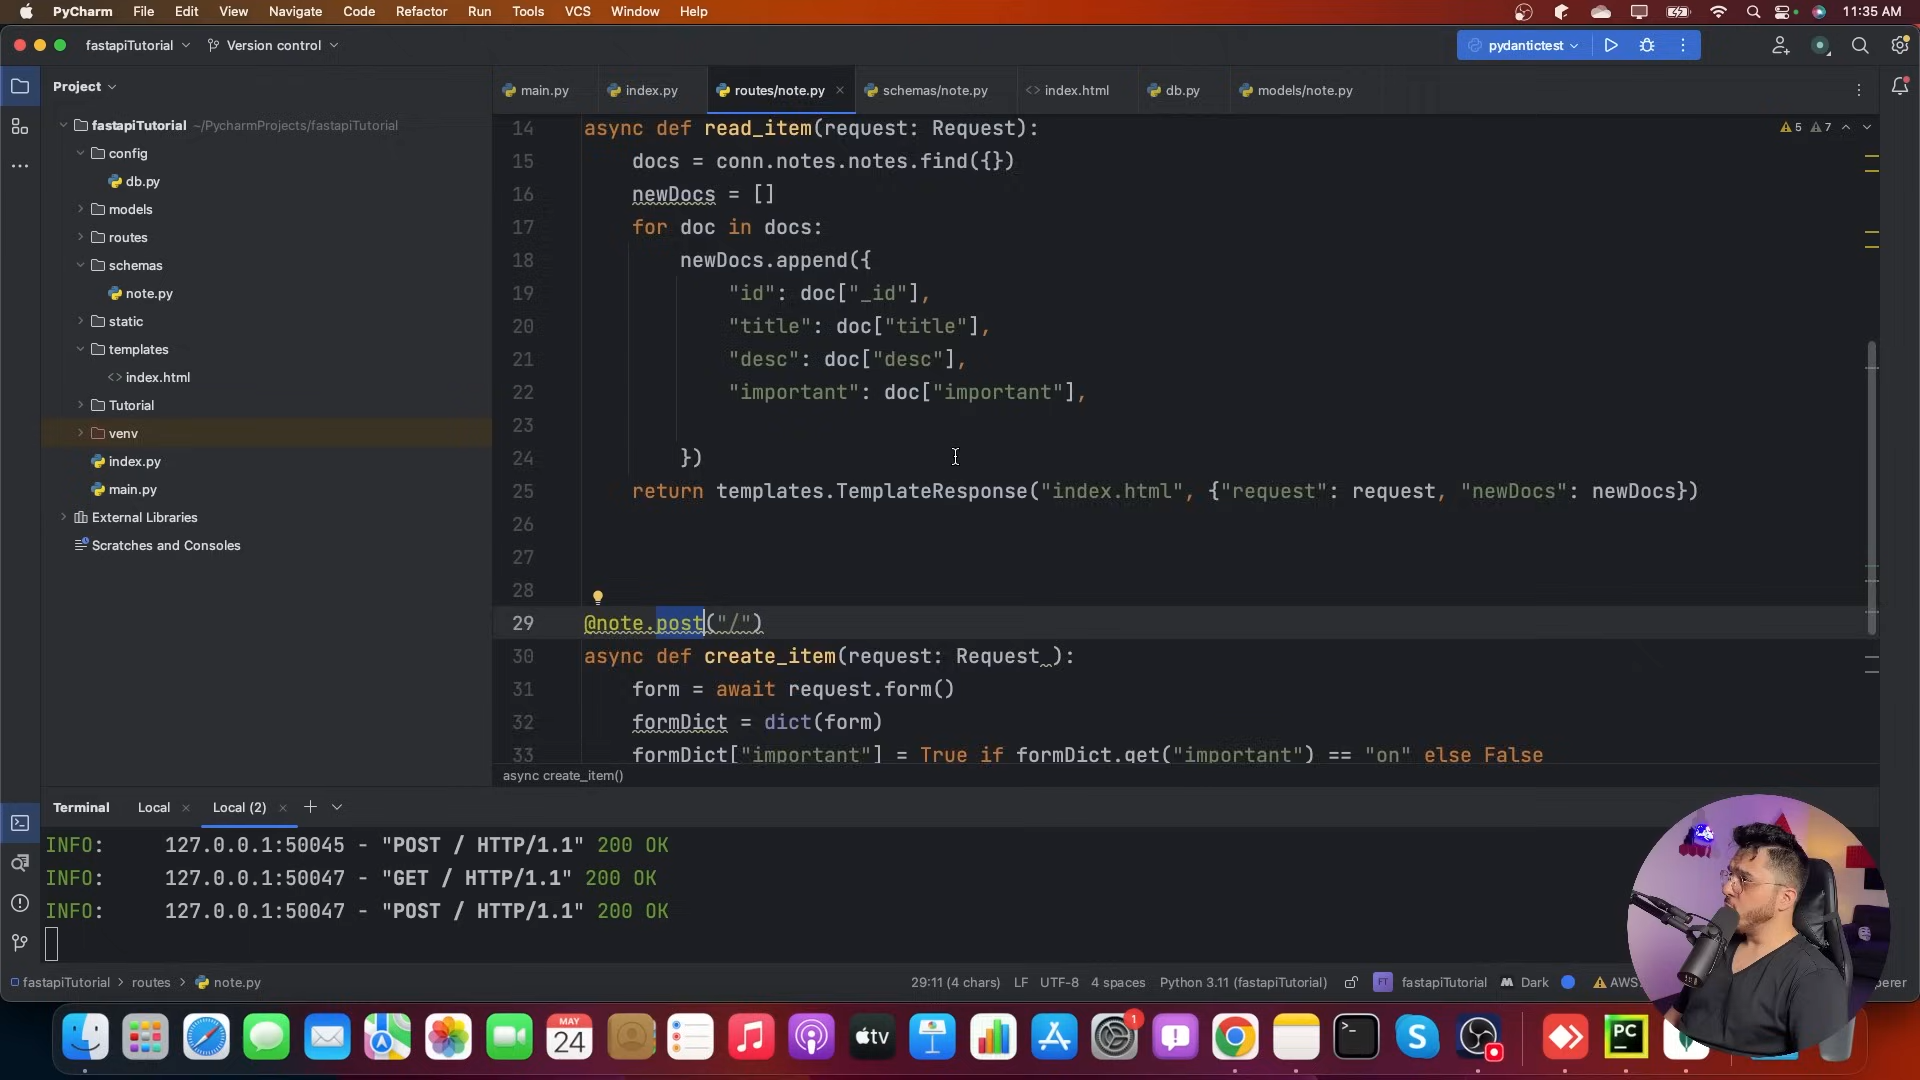 PyCharm File Edit View Navigate Code Refactor Run Tools VCS Window Help 11:35 AM
fastapiTutorial Version control pydantictest
Project
main.py index.py routes/note.py schemas/note.py index.html db.py models/note.py
fastapiTutorial ~/PycharmProjects/fastapiTutorial
config
db.py
models
routes
schemas
note.py
static
templates
index.html
Tutorial
venv
index.py
main.py
External Libraries
Scratches and Consoles
5 7
14 async def read_item(request: Request):
15 docs = conn.notes.notes.find({})
16 newDocs = []
17 for doc in docs:
18 newDocs.append({
19 "id": doc["_id"],
20 "title": doc["title"],
21 "desc": doc["desc"],
22 "important": doc["important"],
23
24 })
25 return templates.TemplateResponse("index.html", {"request": request, "newDocs": newDocs})
26
27
28
29 @note.post("/")
30 async def create_item(request: Request ):
31 form = await request.form()
32 formDict = dict(form)
33 formDict["important"] = True if formDict.get("important") == "on" else False
async create_item()
Terminal Local Local (2)
INFO: 127.0.0.1:50045 - "POST / HTTP/1.1" 200 OK
INFO: 127.0.0.1:50047 - "GET / HTTP/1.1" 200 OK
INFO: 127.0.0.1:50047 - "POST / HTTP/1.1" 200 OK
fastapiTutorial routes note.py 29:11 (4 chars) LF UTF-8 4 spaces Python 3.11 (fastapiTutorial) FT fastapiTutorial Dark AWS
MAY
24
tv
1
PC